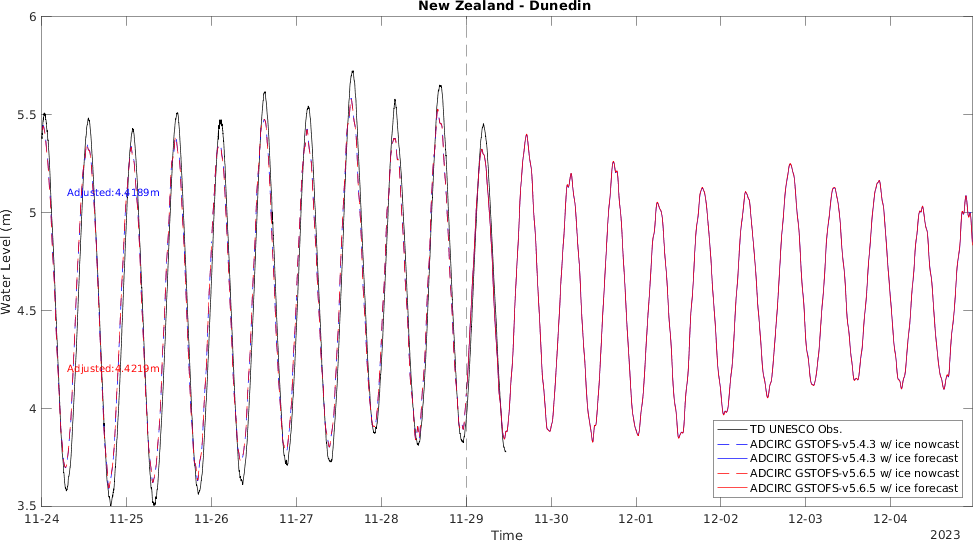 New Zealand - Dunedin
6
5.5
5
4.5
4
3.5
Water Level (m)
Adjusted:4.4189m
Adjusted:4.4219m
TD UNESCO Obs.
ADCIRC GSTOFS-v5.4.3 w/ ice nowcast
ADCIRC GSTOFS-v5.4.3 w/ ice forecast
ADCIRC GSTOFS-v5.6.5 w/ ice nowcast
ADCIRC GSTOFS-v5.6.5 w/ ice forecast
11-24 11-25 11-26 11-27 11-28 11-29 11-30 12-01 12-02 12-03 12-04
Time
2023